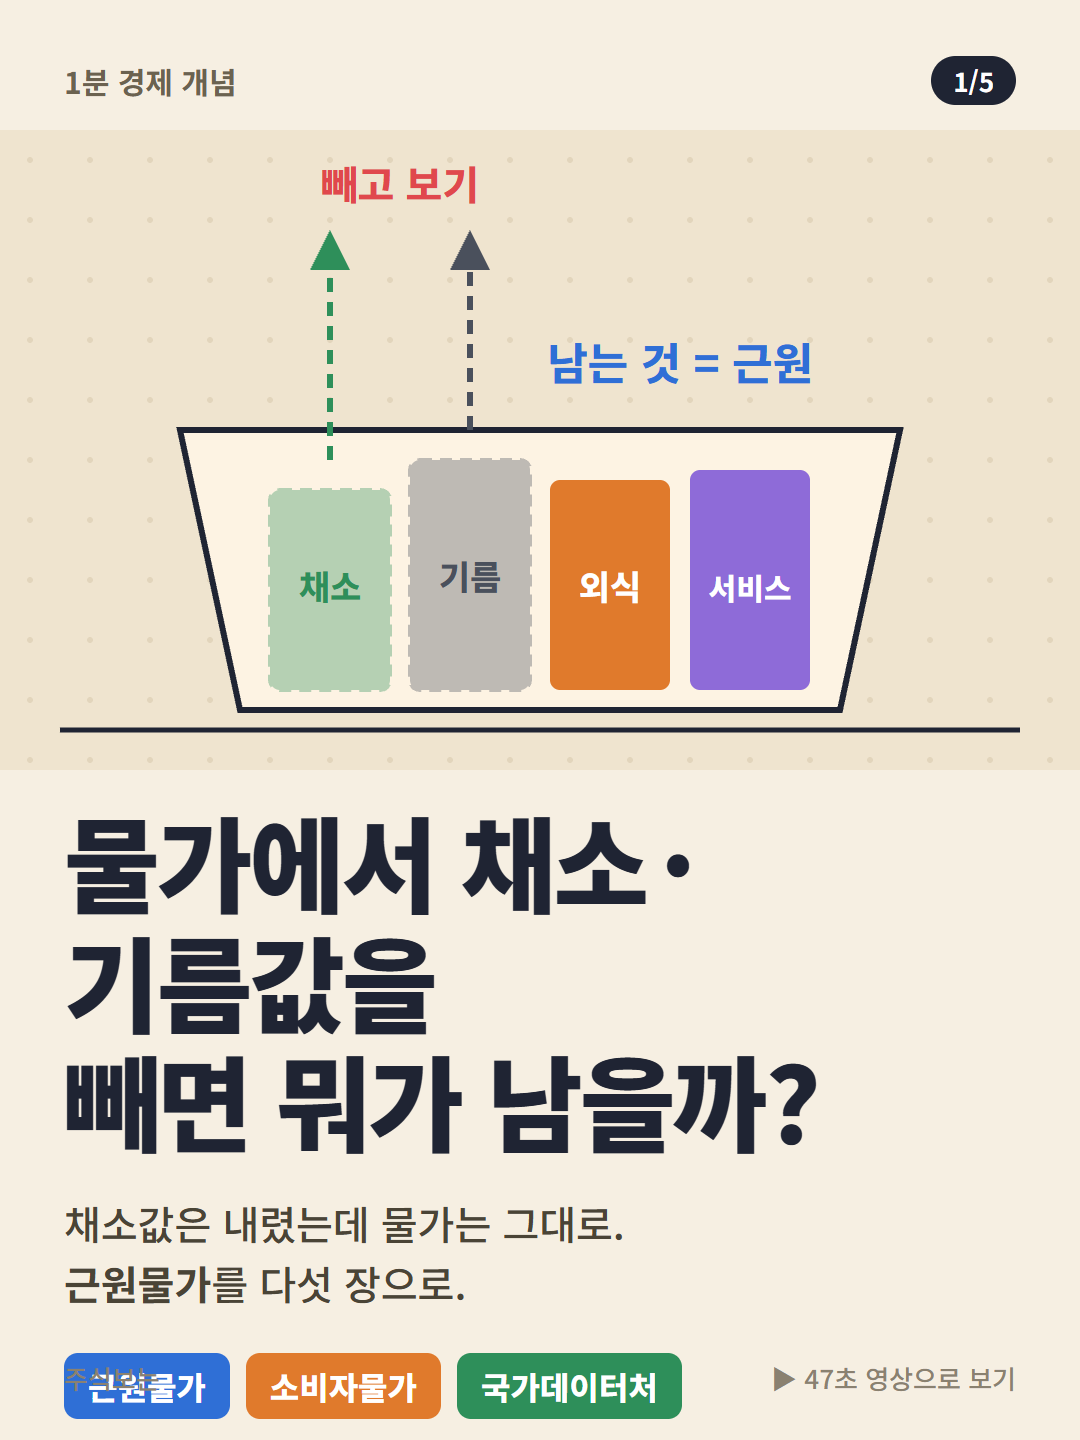 1분 경제 개념
1/5
빼고 보기
남는 것 = 근원
채소
기름
외식
서비스
물가에서 채소·
기름값을
빼면 뭐가 남을까?
채소값은 내렸는데 물가는 그대로.
근원물가를 다섯 장으로.
근원물가
소비자물가
국가데이터처
▶ 47초 영상으로 보기